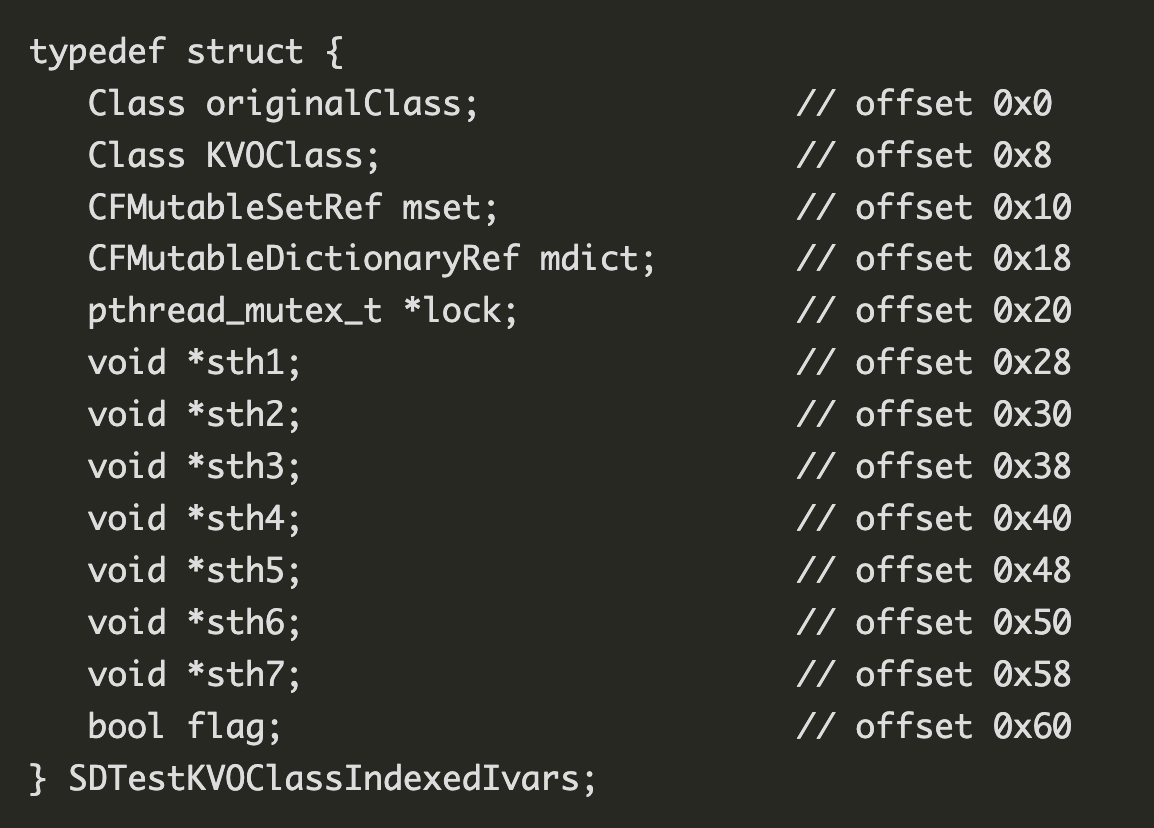 typedef struct {
   Class originalClass;                // offset 0x0
   Class KVOClass;                     // offset 0x8
   CFMutableSetRef mset;               // offset 0x10
   CFMutableDictionaryRef mdict;       // offset 0x18
   pthread_mutex_t *lock;              // offset 0x20
   void *sth1;                         // offset 0x28
   void *sth2;                         // offset 0x30
   void *sth3;                         // offset 0x38
   void *sth4;                         // offset 0x40
   void *sth5;                         // offset 0x48
   void *sth6;                         // offset 0x50
   void *sth7;                         // offset 0x58
   bool flag;                          // offset 0x60
} SDTestKVOClassIndexedIvars;